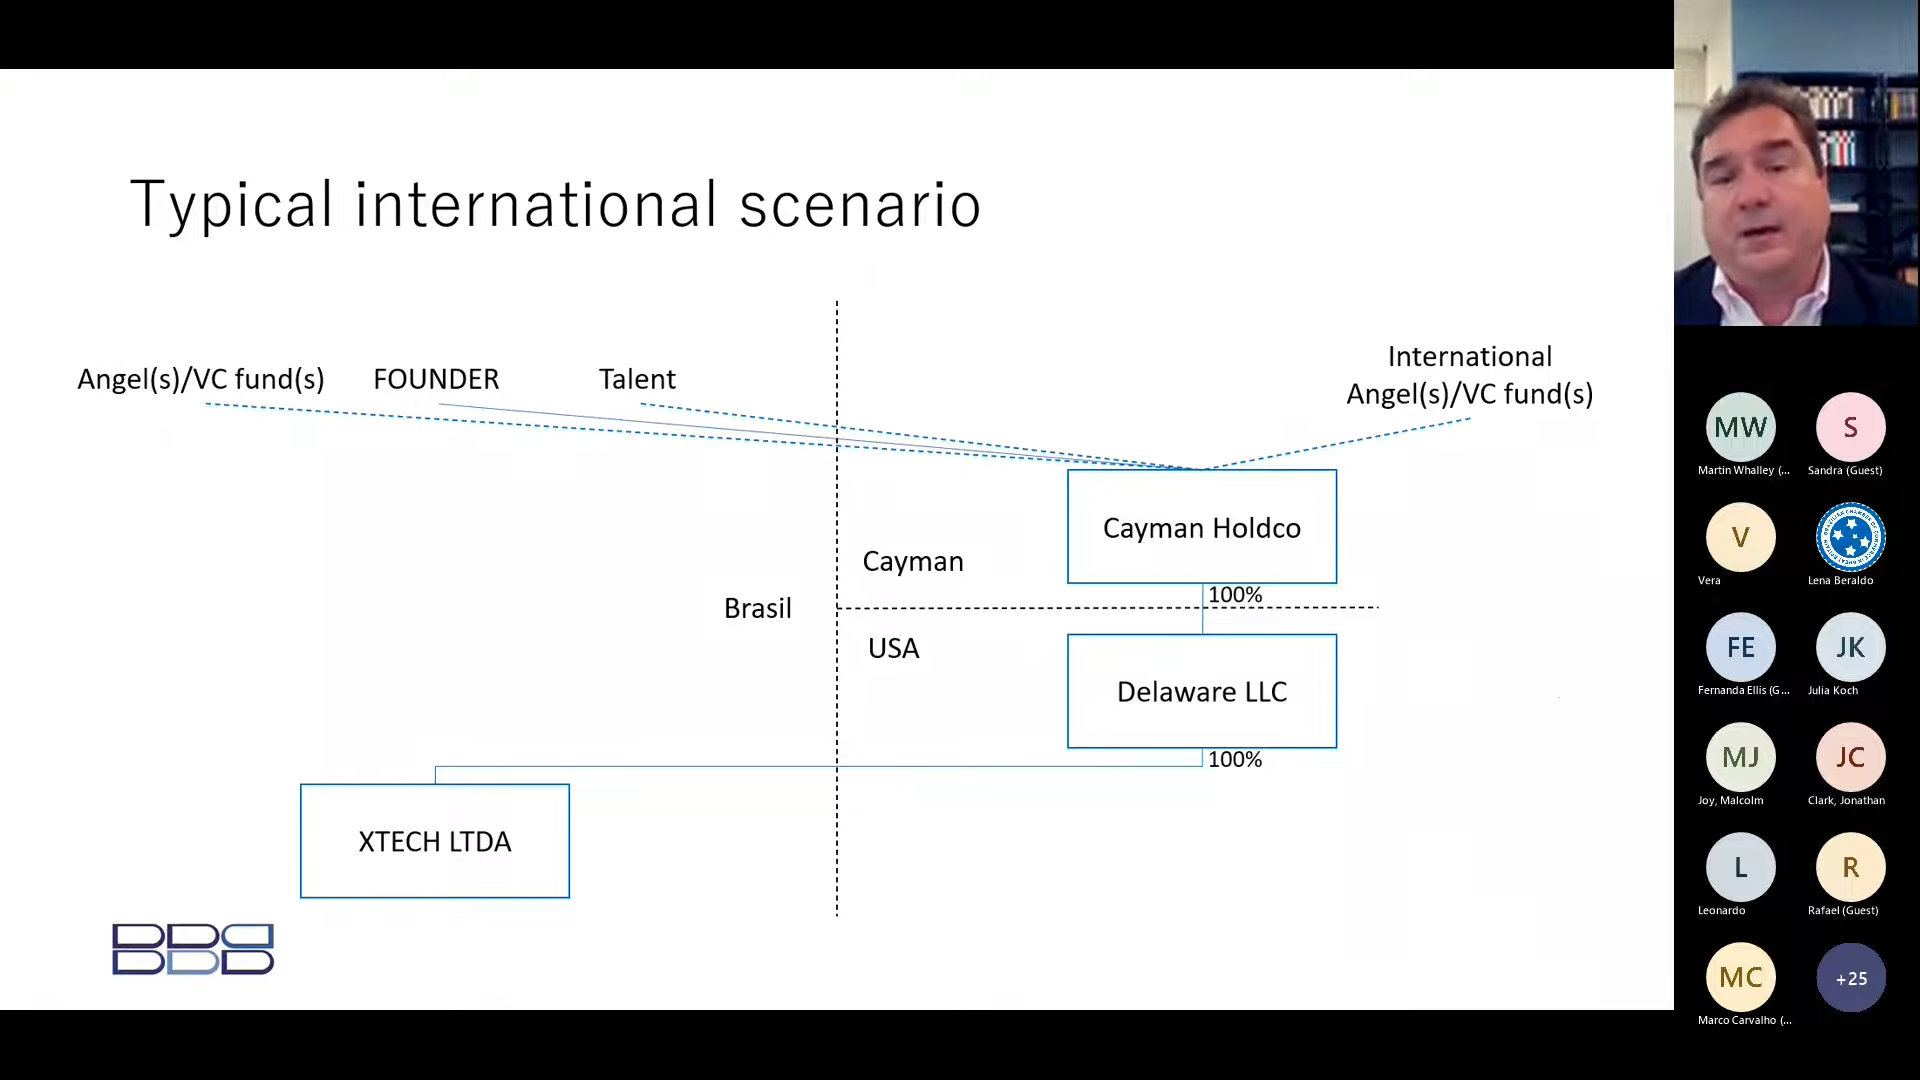 Typical international scenario
Angel(s)/VC fund(s)
FOUNDER
Talent
International
Angel(s)/VC fund(s)
Cayman Holdco
Cayman
100%
Brasil
USA
Delaware LLC
100%
XTECH LTDA
MW
Martin Whalley (...
S
Sandra (Guest)
V
Vera
Lena Beraldo
FE
Fernanda Ellis (G...
JK
Julia Koch
MJ
Joy, Malcolm
JC
Clark, Jonathan
L
Leonardo
R
Rafael (Guest)
MC
Marco Carvalho (...
+25